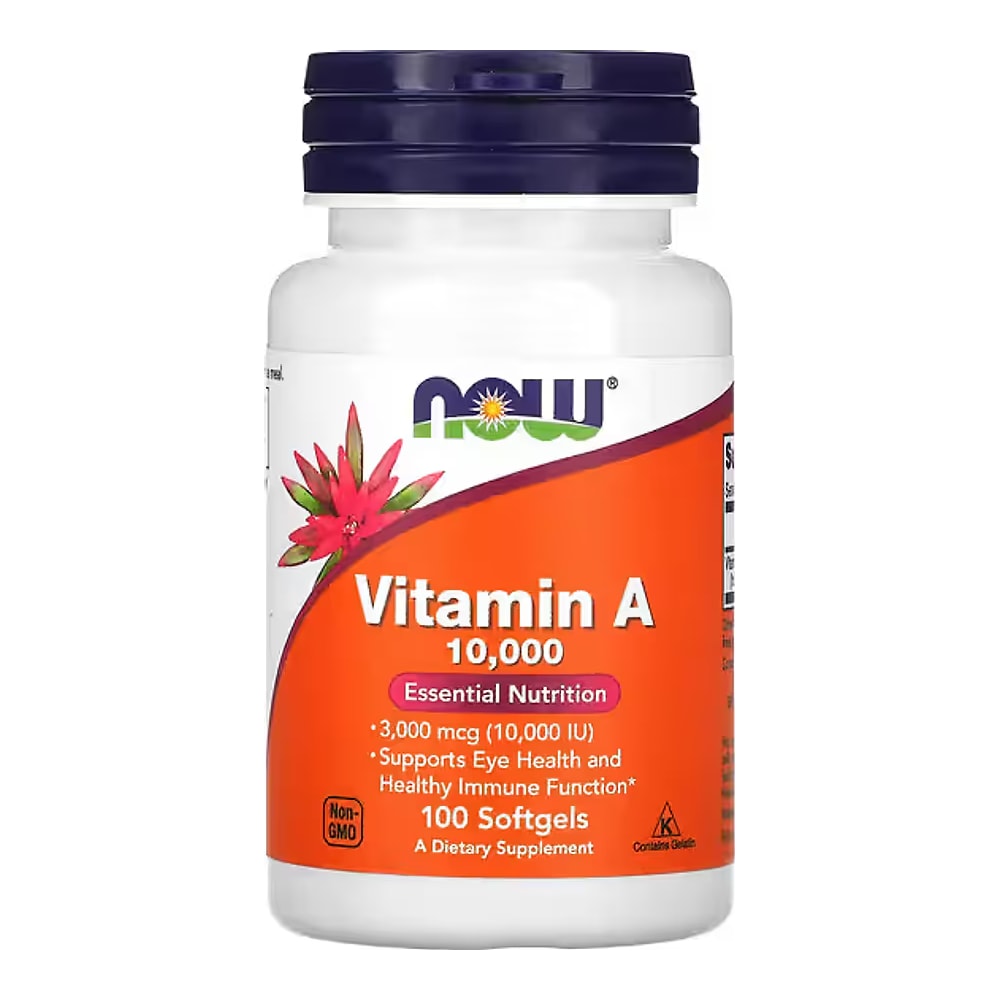 a meal.
now®
Vitamin A
10,000
Essential Nutrition
• 3,000 mcg (10,000 IU)
• Supports Eye Health and
Healthy Immune Function*
100 Softgels
A Dietary Supplement
Non-
GMO
K
Contains Gelatin